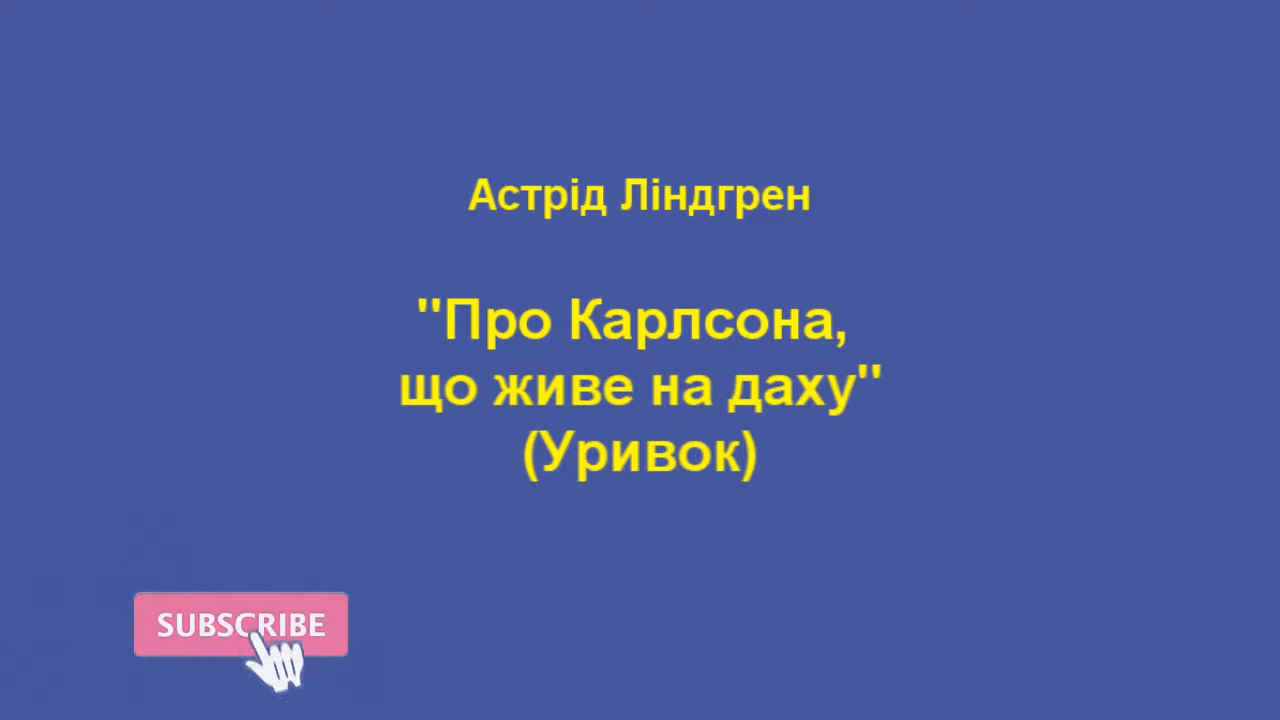 Астрід Ліндгрен
"Про Карлсона,
що живе на даху"
(Уривок)
SUBSCRIBE